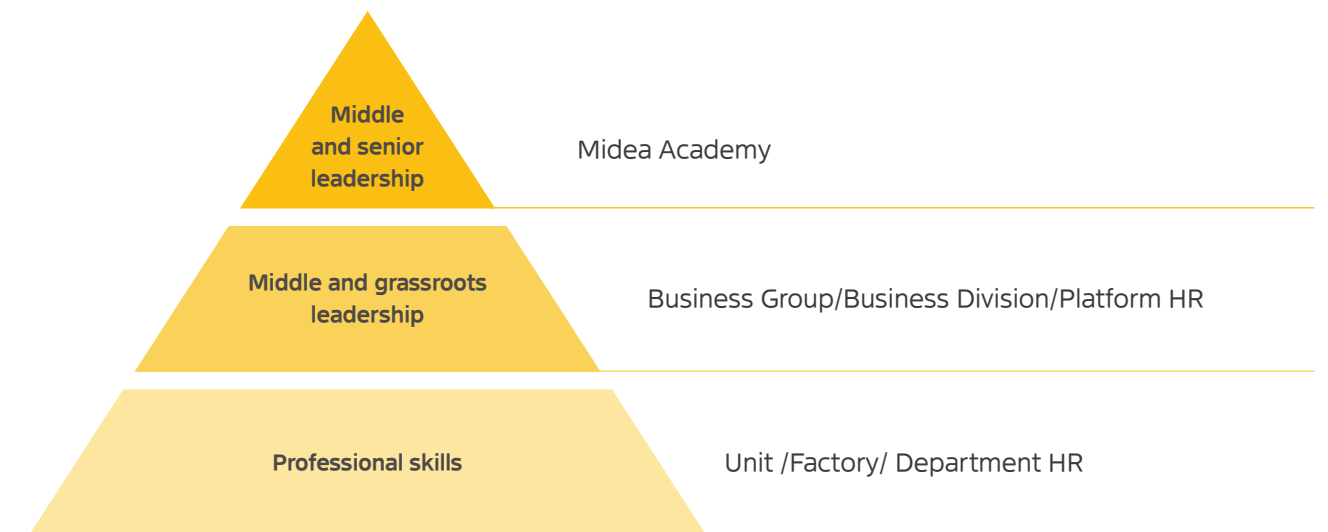 Middle
and senior
leadership
Midea Academy
Middle and grassroots
leadership
Business Group/Business Division/Platform HR
Professional skills
Unit /Factory/ Department HR